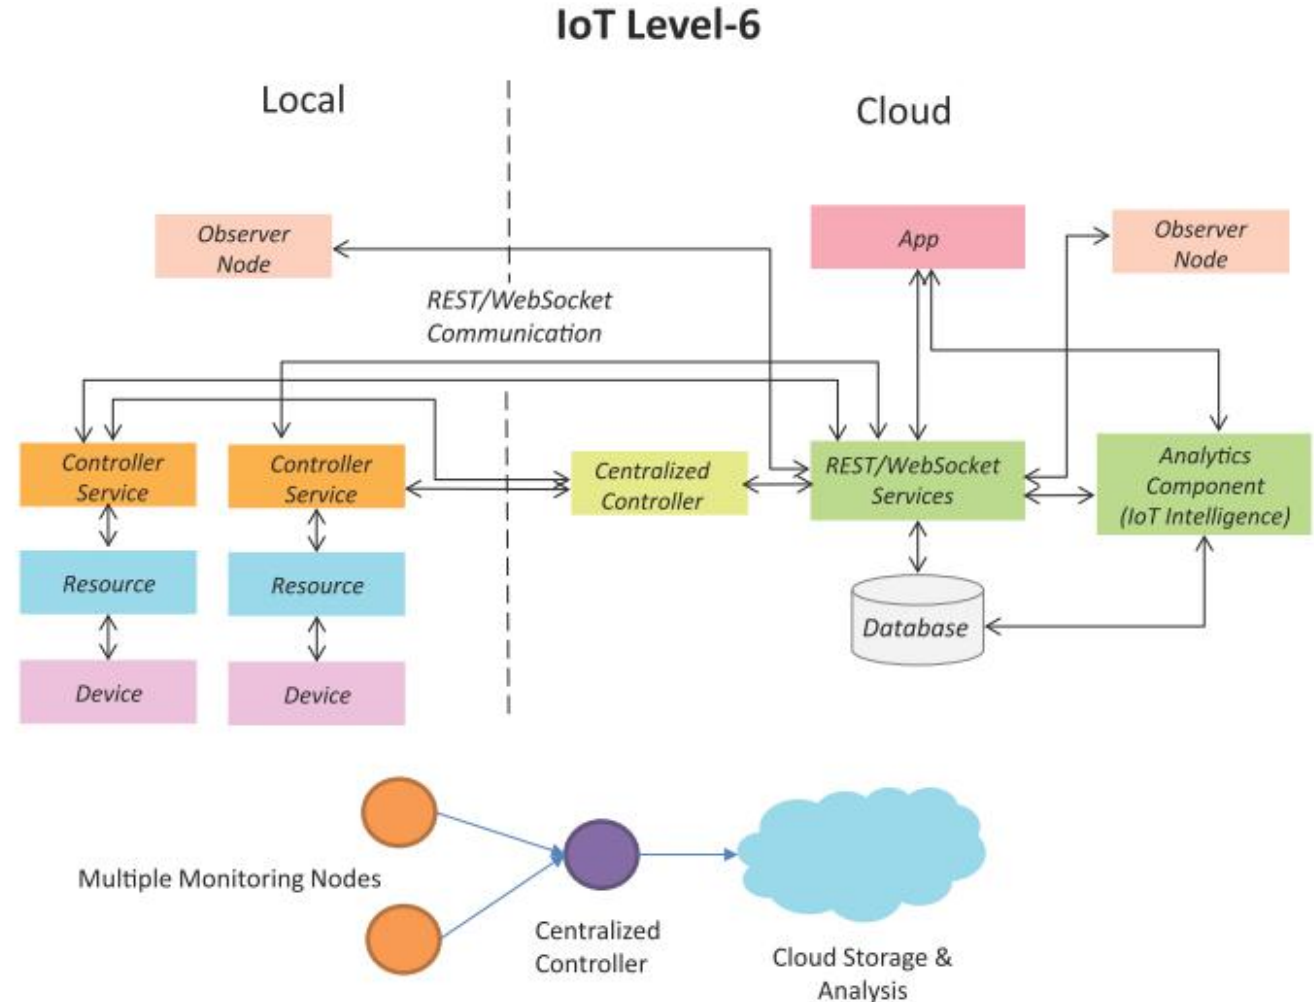 IoT Level-6
Local
Cloud
Observer
Node
App
Observer
Node
REST/WebSocket
Communication
Controller
Service
Controller
Service
Centralized
Controller
REST/WebSocket
Services
Analytics
Component
(IoT Intelligence)
Resource
Resource
Database
Device
Device
Multiple Monitoring Nodes
Centralized
Controller
Cloud Storage &
Analysis